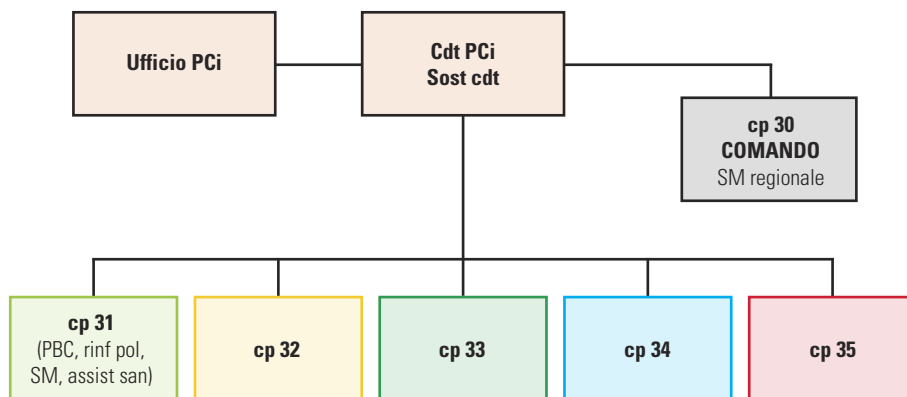 Ufficio PCi
Cdt PCi
Sost cdt
cp 30
COMANDO
SM regionale
cp 31
(PBC, rinf pol,
SM, assist san)
cp 32
cp 33
cp 34
cp 35